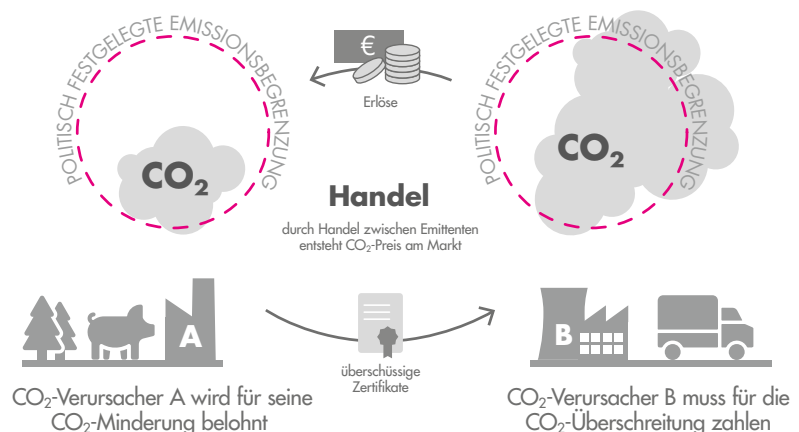 POLITISCH FESTGELEGTE EMISSIONSBEGRENZUNG
CO₂
€
Erlöse
POLITISCH FESTGELEGTE EMISSIONSBEGRENZUNG
CO₂
Handel
durch Handel zwischen Emittenten
entsteht CO₂-Preis am Markt
A
B
überschüssige
Zertifikate
CO₂-Verursacher A wird für seine
CO₂-Minderung belohnt
CO₂-Verursacher B muss für die
CO₂-Überschreitung zahlen